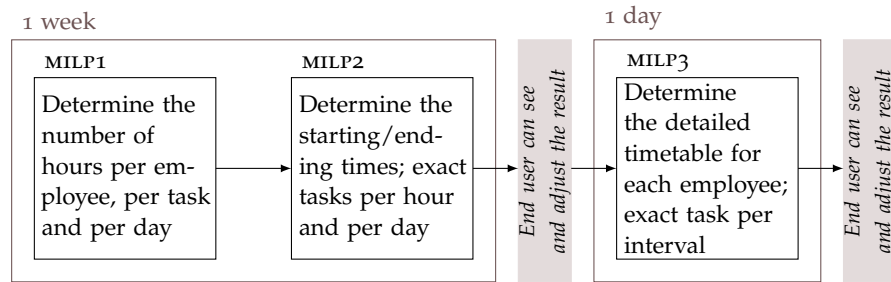 1 week
MILP1
Determine the
number of
hours per em-
ployee, per task
and per day
MILP2
Determine the
starting/end-
ing times; exact
tasks per hour
and per day
End user can see
and adjust the result
1 day
MILP3
Determine
the detailed
timetable for
each employee;
exact task per
interval
End user can see
and adjust the result